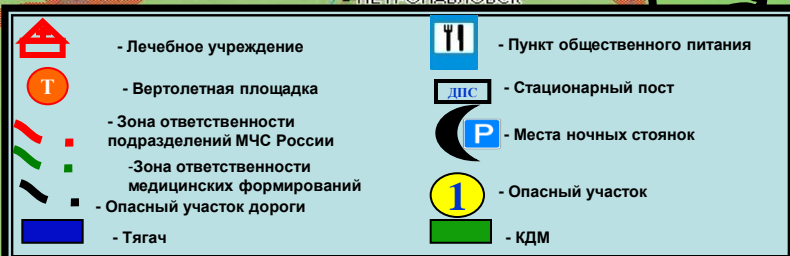 - ПЕТРОПАВЛОВСК
- Лечебное учреждение
Т
- Вертолетная площадка
- Зона ответственности
подразделений МЧС России
-Зона ответственности
медицинских формирований
- Опасный участок дороги
- Тягач
- Пункт общественного питания
ДПС
- Стационарный пост
P
- Места ночных стоянок
1
- Опасный участок
- КДМ